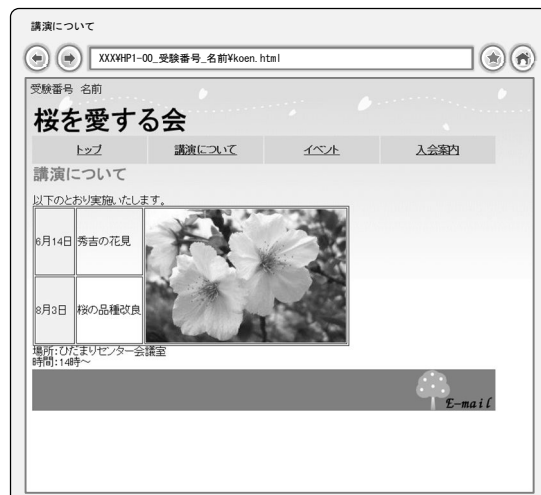 講演について
XXX¥HP1-00_受験番号_名前¥koen.html
受験番号 名前
桜を愛する会
トップ 講演について イベント 入会案内
講演について
以下のとおり実施いたします。
6月14日 秀吉の花見
8月3日 桜の品種改良
場所：ひだまりセンター会議室
時間：14時～
E-mail